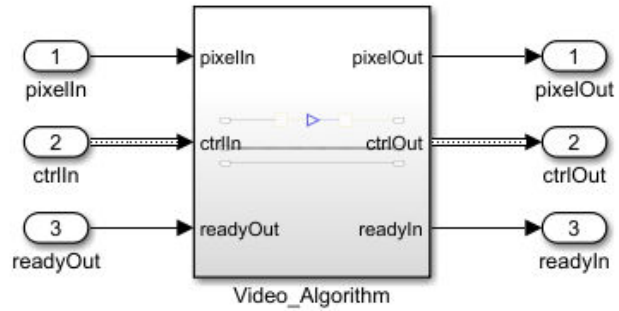 1
pixelIn
pixelIn
pixelOut
1
pixelOut
2
ctrlIn
ctrlIn
ctrlOut
2
ctrlOut
3
readyOut
readyOut
readyIn
3
readyIn
Video_Algorithm